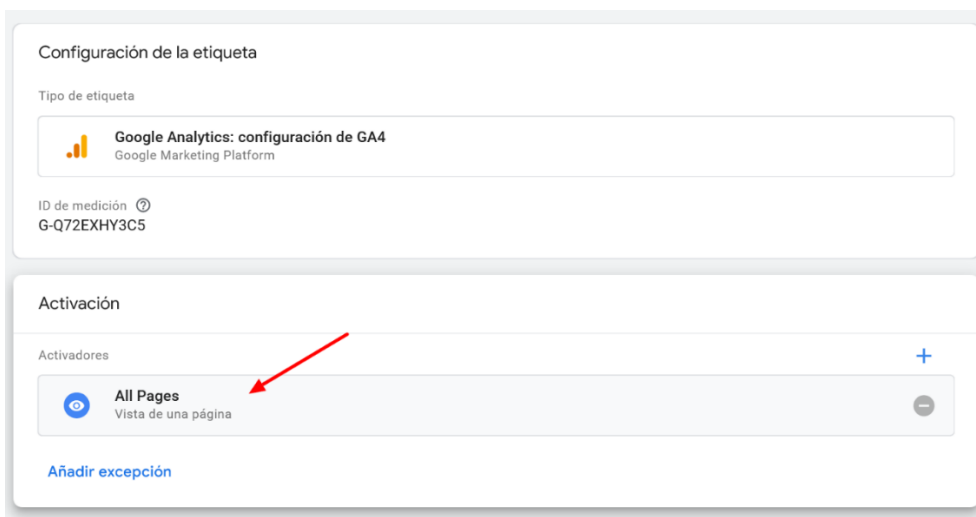 Configuración de la etiqueta
Tipo de etiqueta
Google Analytics: configuración de GA4
Google Marketing Platform
ID de medición
G-Q72EXHY3C5
Activación
Activadores
All Pages
Vista de una página
Añadir excepción